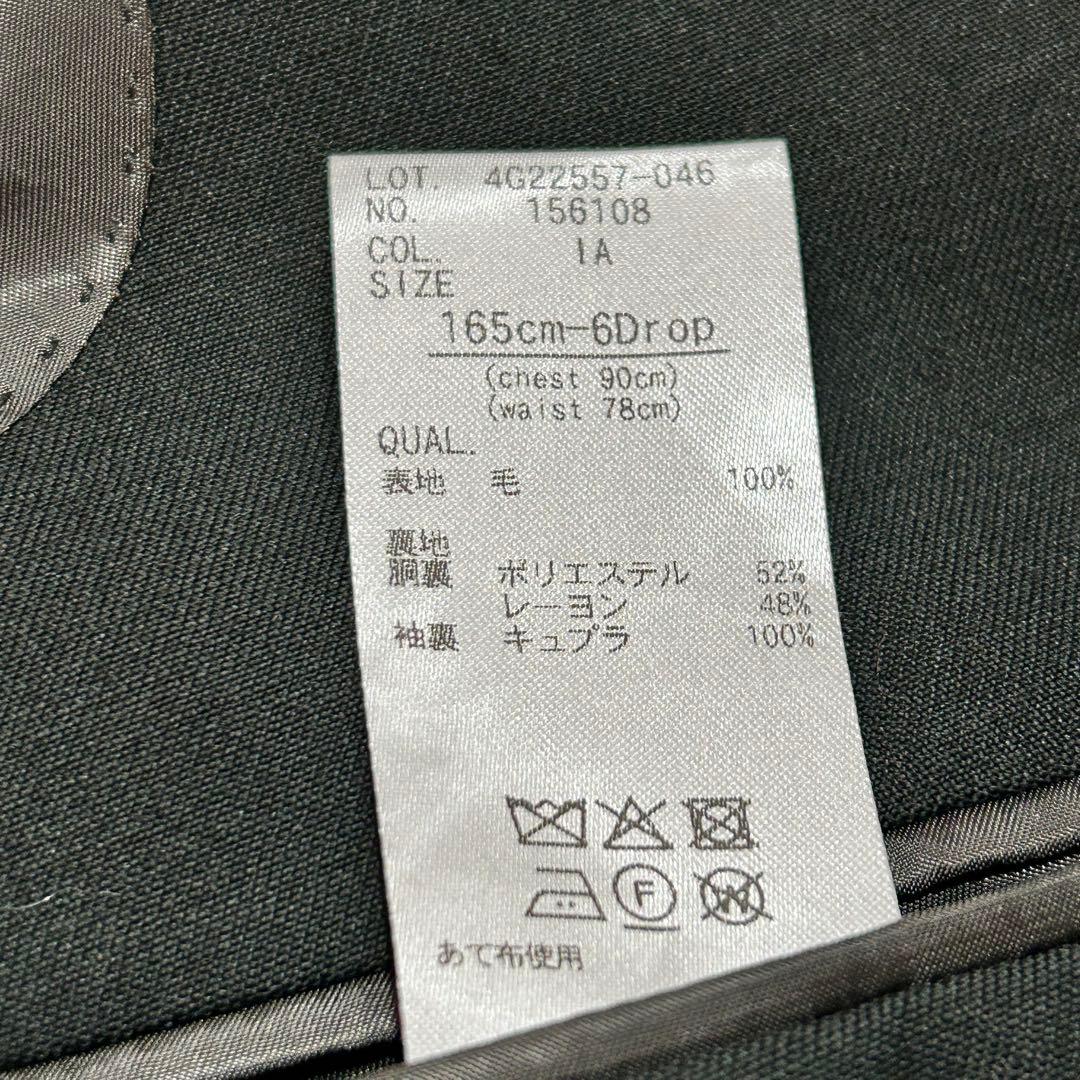 LOT. 4G22557-046
NO. 156108
COL. 1A
SIZE
165cm-6Drop
(chest 90cm)
(waist 78cm)
QUAL.
表地 毛 100%
裏地
胴裏 ポリエステル 52%
レーヨン 48%
袖裏 キュプラ 100%
F W
あて布使用